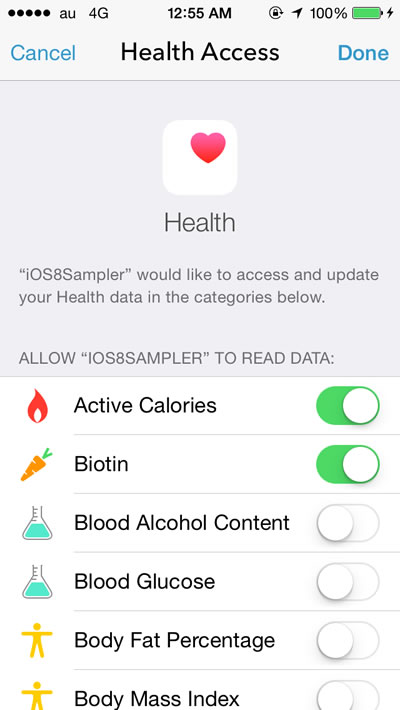 au 4G 12:55 AM 100%
Cancel Health Access Done
Health
“iOS8Sampler” would like to access and update
your Health data in the categories below.
ALLOW “IOS8SAMPLER” TO READ DATA:
Active Calories
Biotin
Blood Alcohol Content
Blood Glucose
Body Fat Percentage
Body Mass Index